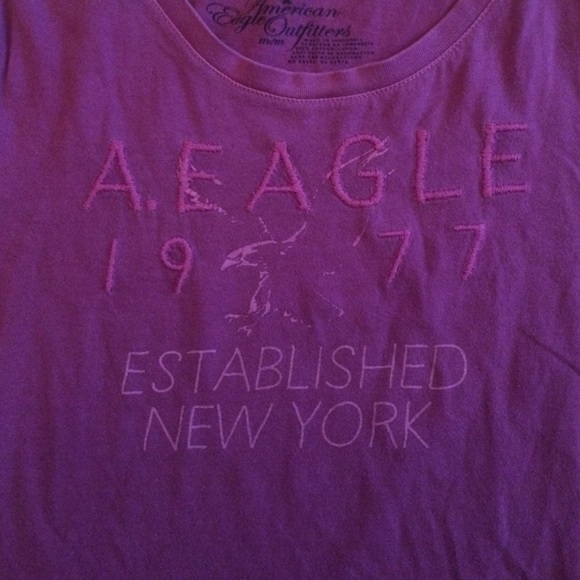 American
Eagle Outfitters
A. EAGLE
19 '77
ESTABLISHED
NEW YORK